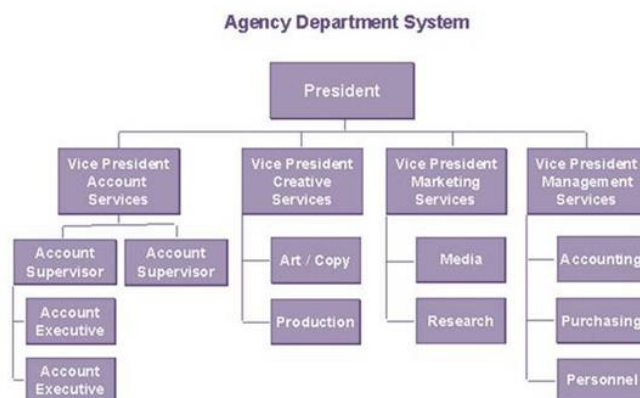 Agency Department System
President
Vice President
Account
Services
Vice President
Creative
Services
Vice President
Marketing
Services
Vice President
Management
Services
Account
Supervisor
Account
Supervisor
Art / Copy
Media
Accounting
Account
Executive
Production
Research
Purchasing
Account
Executive
Personnel